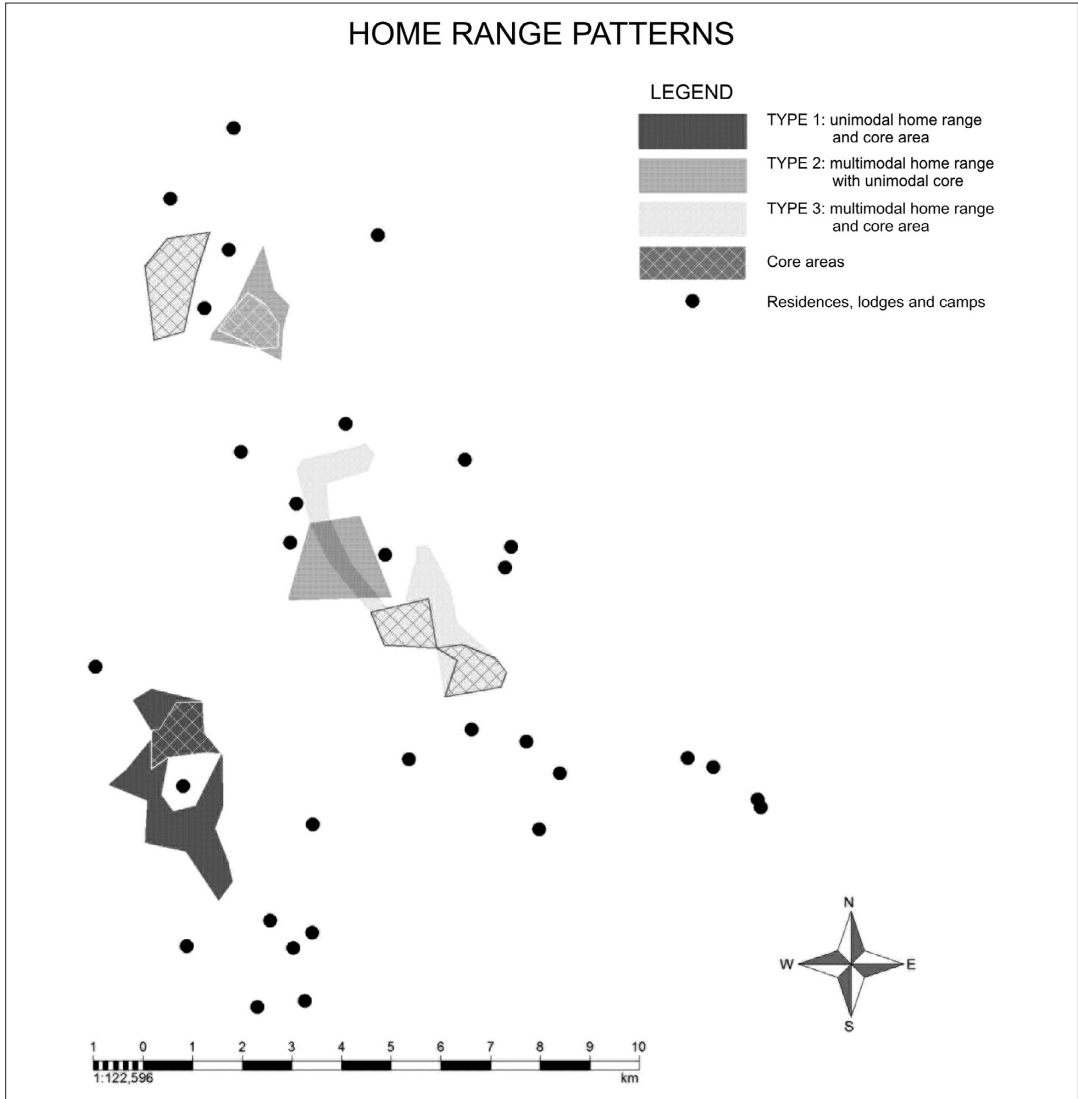 HOME RANGE PATTERNS
LEGEND
TYPE 1: unimodal home range
and core area
TYPE 2: multimodal home range
with unimodal core
TYPE 3: multimodal home range
and core area
Core areas
Residences, lodges and camps
N
W E
S
1 0 1 2 3 4 5 6 7 8 9 10
1:122,596 km